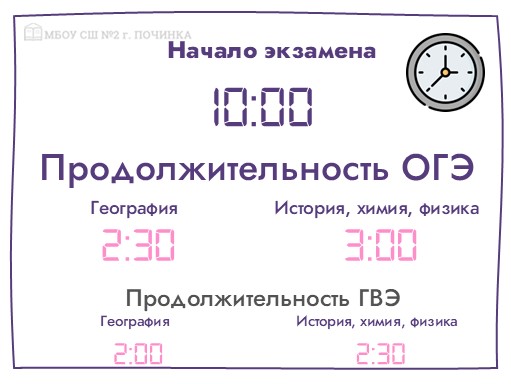 МБОУ СШ №2 г. ПОЧИНКА
Начало экзамена
10:00
Продолжительность ОГЭ
География
История, химия, физика
2:30
3:00
Продолжительность ГВЭ
География
История, химия, физика
2:00
2:30